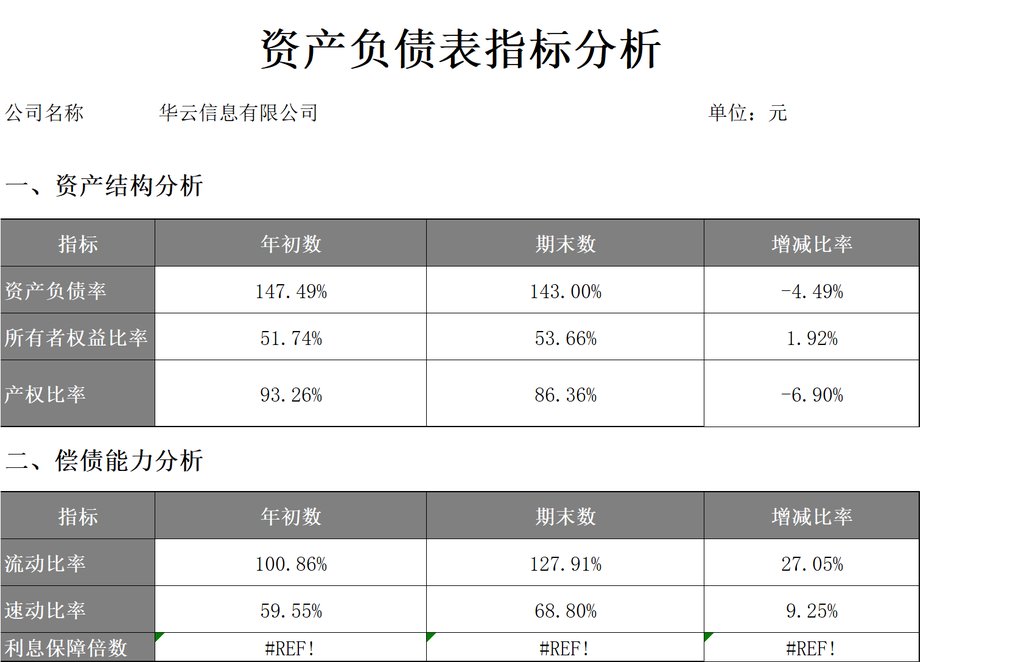 资产负债表指标分析
公司名称 华云信息有限公司 单位：元
一、资产结构分析
指标 年初数 期末数 增减比率
资产负债率 147.49% 143.00% -4.49%
所有者权益比率 51.74% 53.66% 1.92%
产权比率 93.26% 86.36% -6.90%
二、偿债能力分析
指标 年初数 期末数 增减比率
流动比率 100.86% 127.91% 27.05%
速动比率 59.55% 68.80% 9.25%
利息保障倍数 #REF! #REF! #REF!